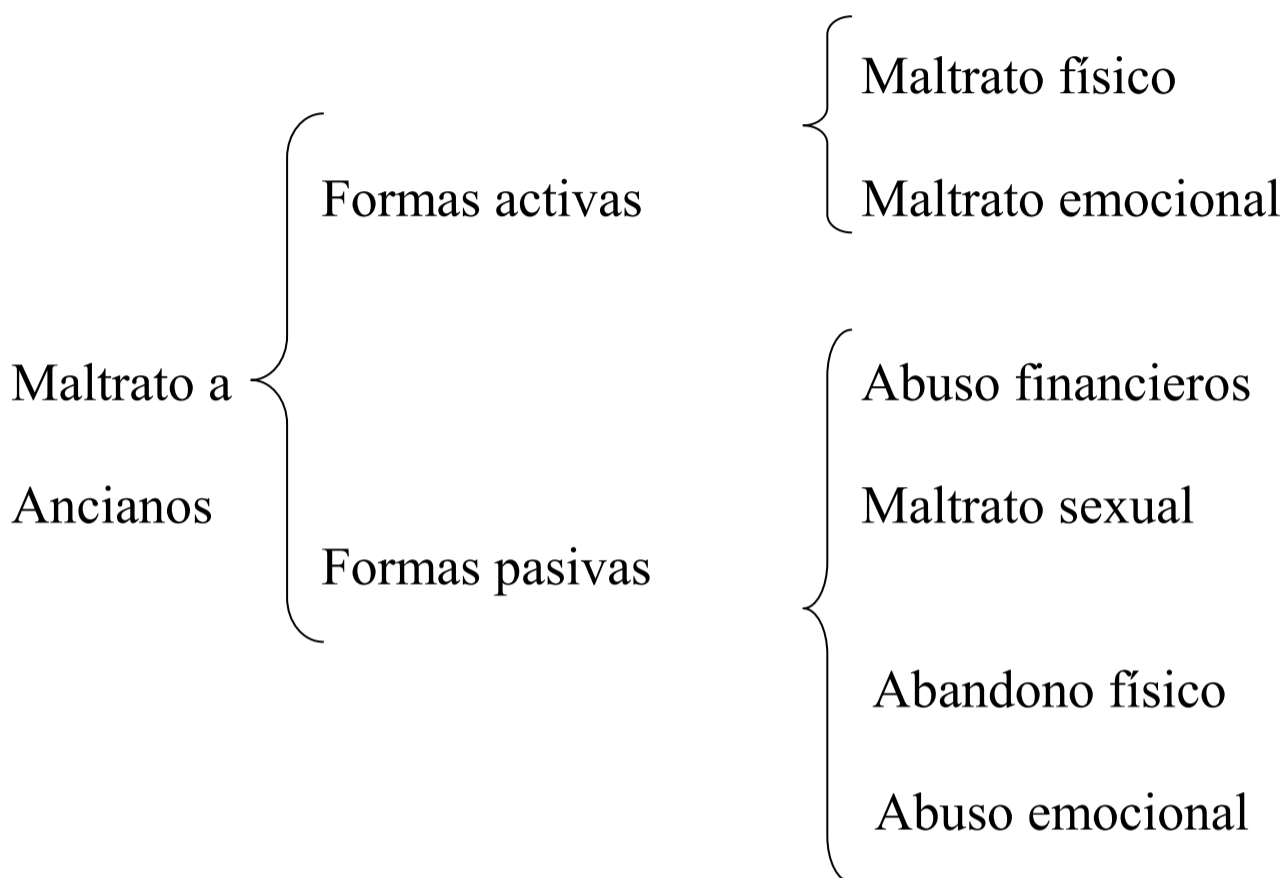 Maltrato físico
Formas activas
Maltrato emocional
Maltrato a
Ancianos
Abuso financieros
Maltrato sexual
Formas pasivas
Abandono físico
Abuso emocional